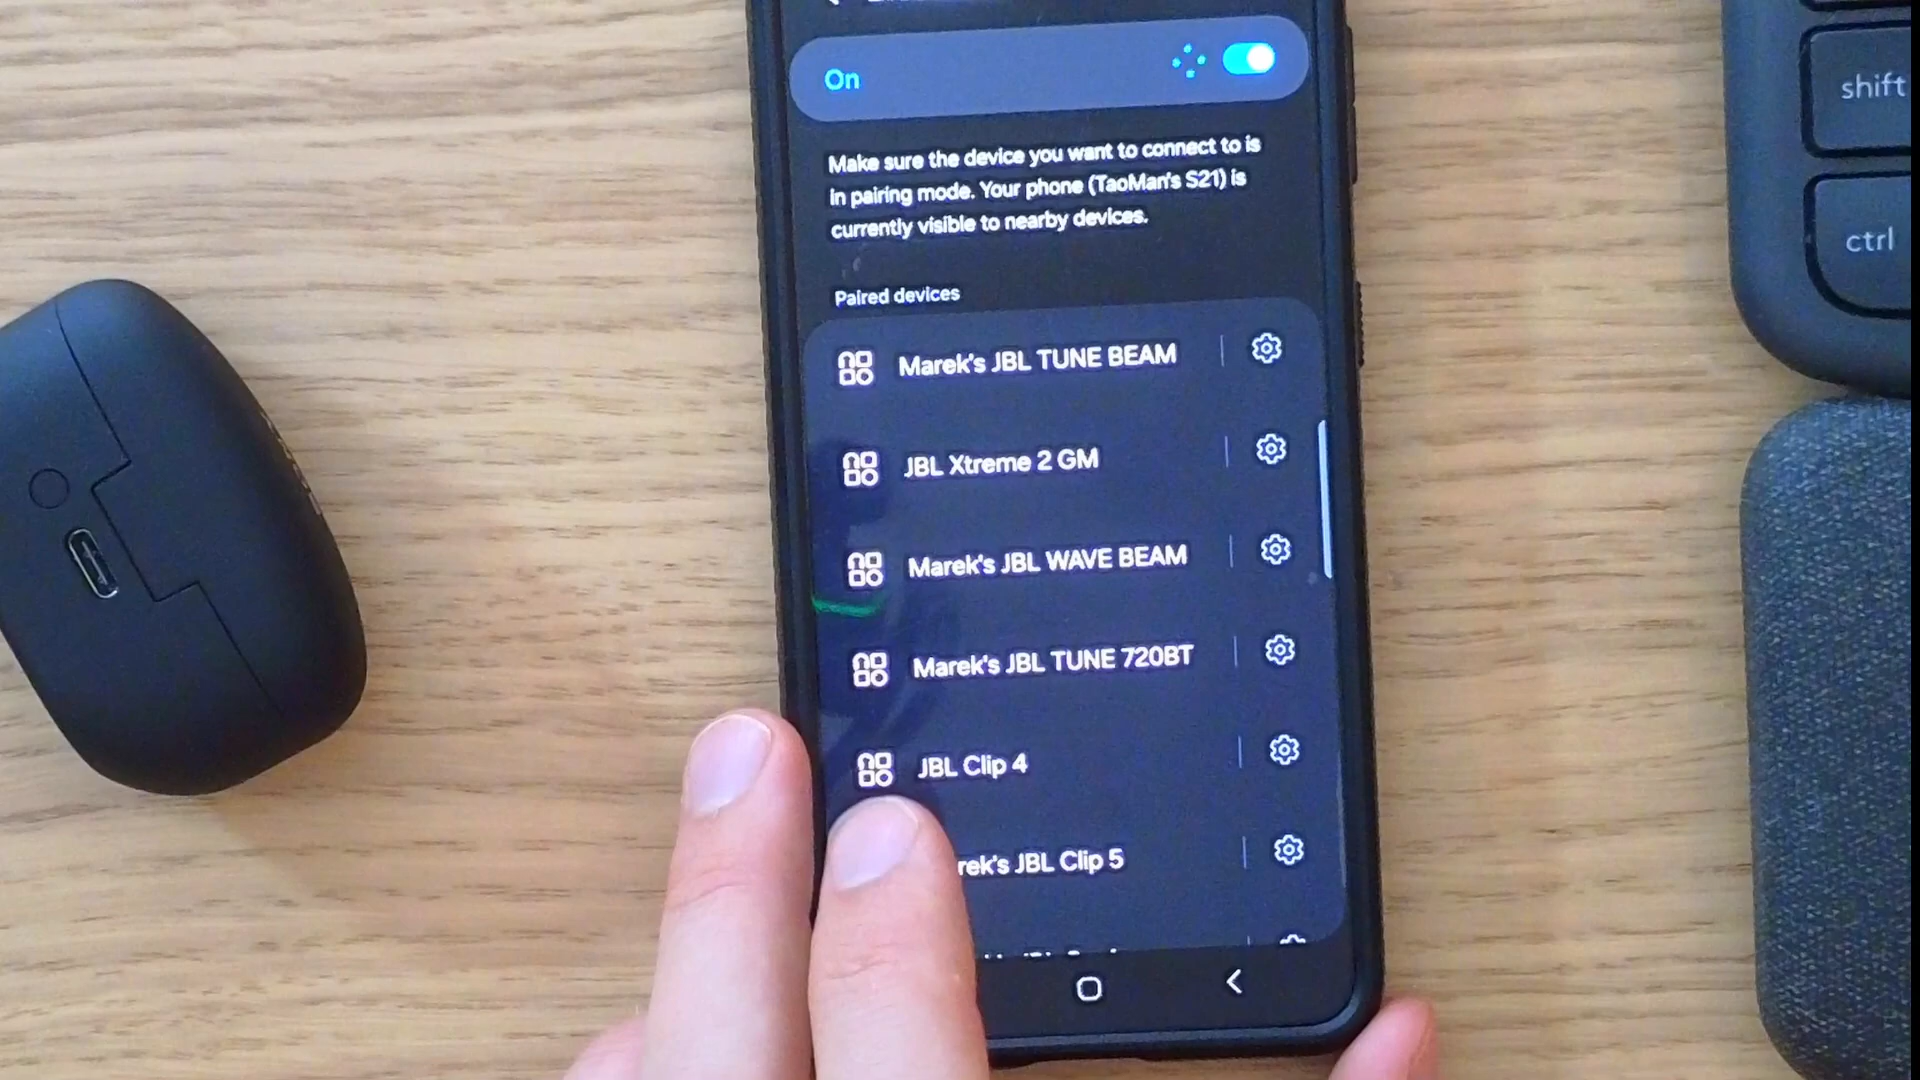 On
Make sure the device you want to connect to is
in pairing mode. Your phone (TaoMan's S21) is
currently visible to nearby devices.
Paired devices
Marek's JBL TUNE BEAM
JBL Xtreme 2 GM
Marek's JBL WAVE BEAM
Marek's JBL TUNE 720BT
JBL Clip 4
rek's JBL Clip 5
shift
ctrl